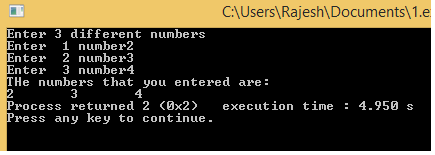 C:\Users\Rajesh\Documents\1.e
Enter 3 different numbers
Enter  1 number2
Enter  2 number3
Enter  3 number4
THe numbers that you entered are:
2       3       4
Process returned 2 (0x2)   execution time : 4.950 s
Press any key to continue.